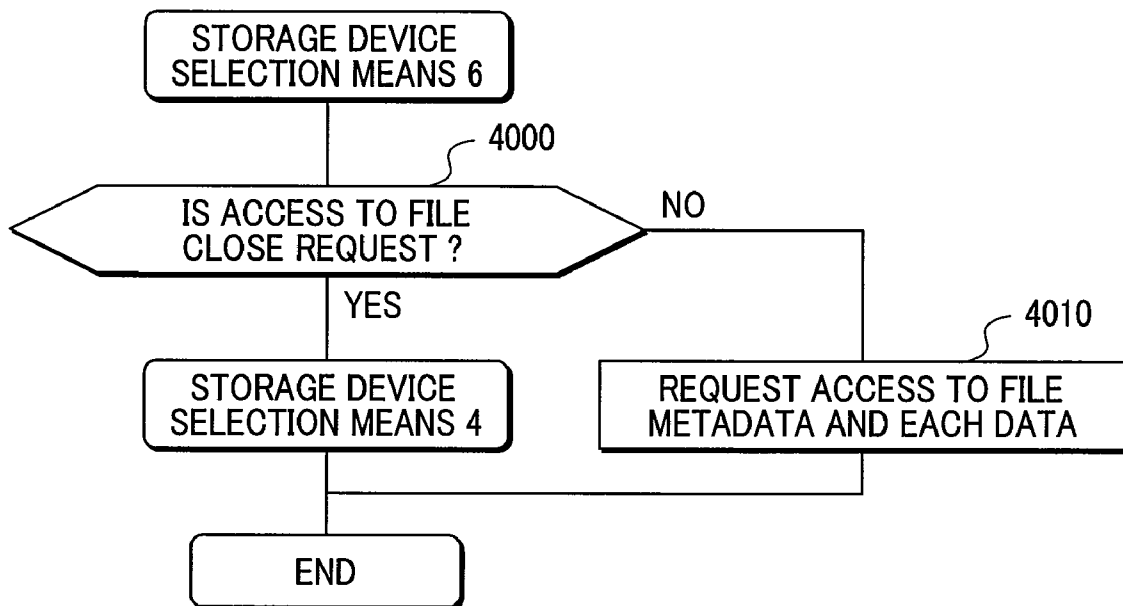 STORAGE DEVICE
SELECTION MEANS 6
4000
IS ACCESS TO FILE
CLOSE REQUEST ?
NO
YES
4010
STORAGE DEVICE
SELECTION MEANS 4
REQUEST ACCESS TO FILE
METADATA AND EACH DATA
END